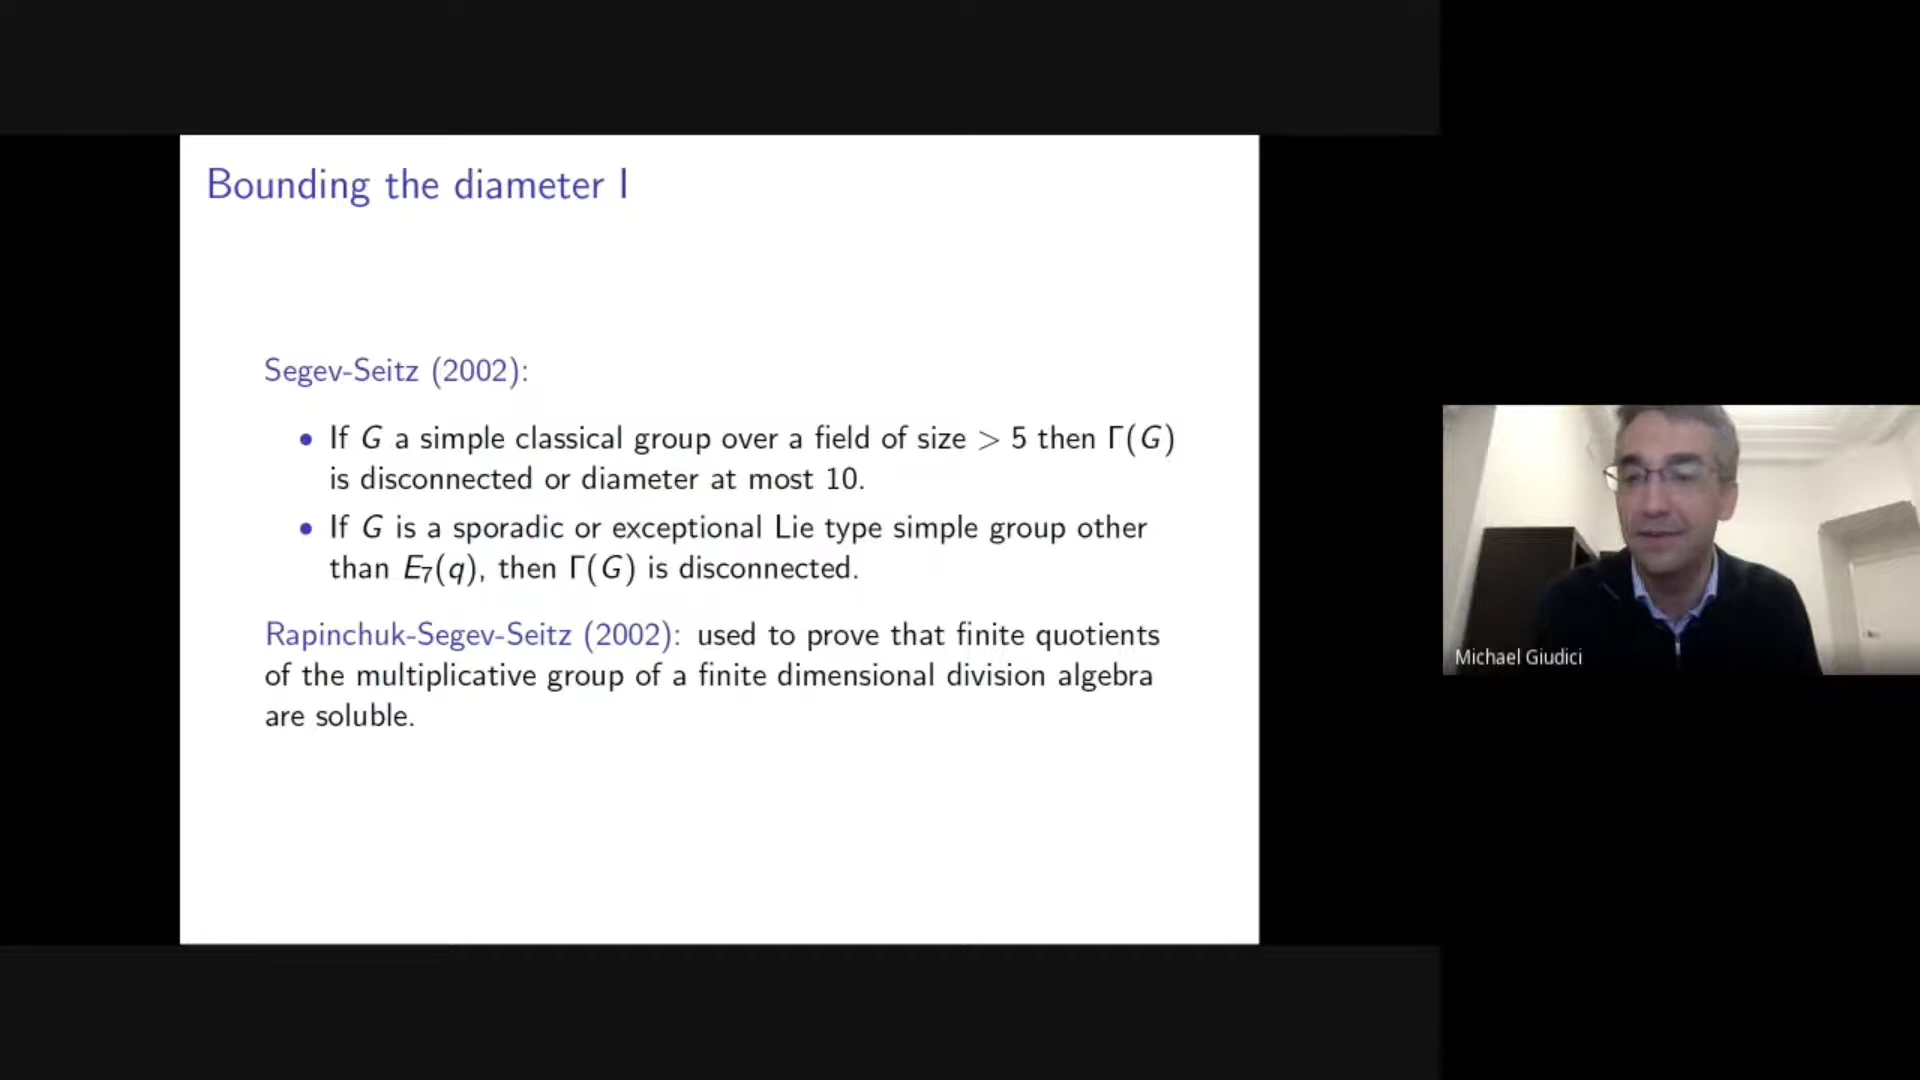 Bounding the diameter I
Segev-Seitz (2002):
• If G a simple classical group over a field of size > 5 then Γ(G)
is disconnected or diameter at most 10.
• If G is a sporadic or exceptional Lie type simple group other
than E₇(q), then Γ(G) is disconnected.
Rapinchuk-Segev-Seitz (2002): used to prove that finite quotients
of the multiplicative group of a finite dimensional division algebra
are soluble.
Michael Giudici